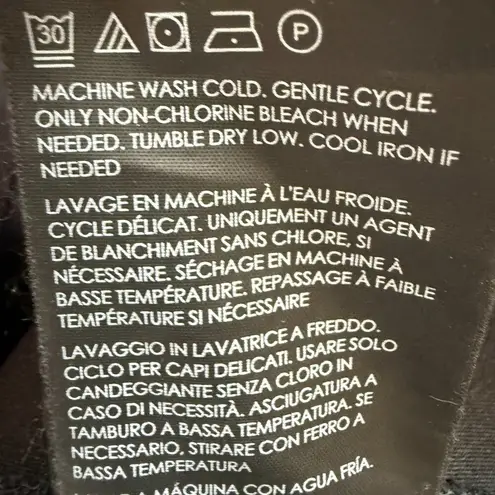 30 P
MACHINE WASH COLD. GENTLE CYCLE.
ONLY NON-CHLORINE BLEACH WHEN
NEEDED. TUMBLE DRY LOW. COOL IRON IF
NEEDED
LAVAGE EN MACHINE À L'EAU FROIDE.
CYCLE DÉLICAT. UNIQUEMENT UN AGENT
DE BLANCHIMENT SANS CHLORE, SI
NÉCESSAIRE. SÉCHAGE EN MACHINE À
BASSE TEMPÉRATURE. REPASSAGE À FAIBLE
TEMPÉRATURE SI NÉCESSAIRE
LAVAGGIO IN LAVATRICE A FREDDO.
CICLO PER CAPI DELICATI. USARE SOLO
CANDEGGIANTE SENZA CLORO IN
CASO DI NECESSITÀ. ASCIUGATURA A
TAMBURO A BASSA TEMPERATURA. SE
NECESSARIO, STIRARE CON FERRO A
BASSA TEMPERATURA
A MÁQUINA CON AGUA FRÍA.